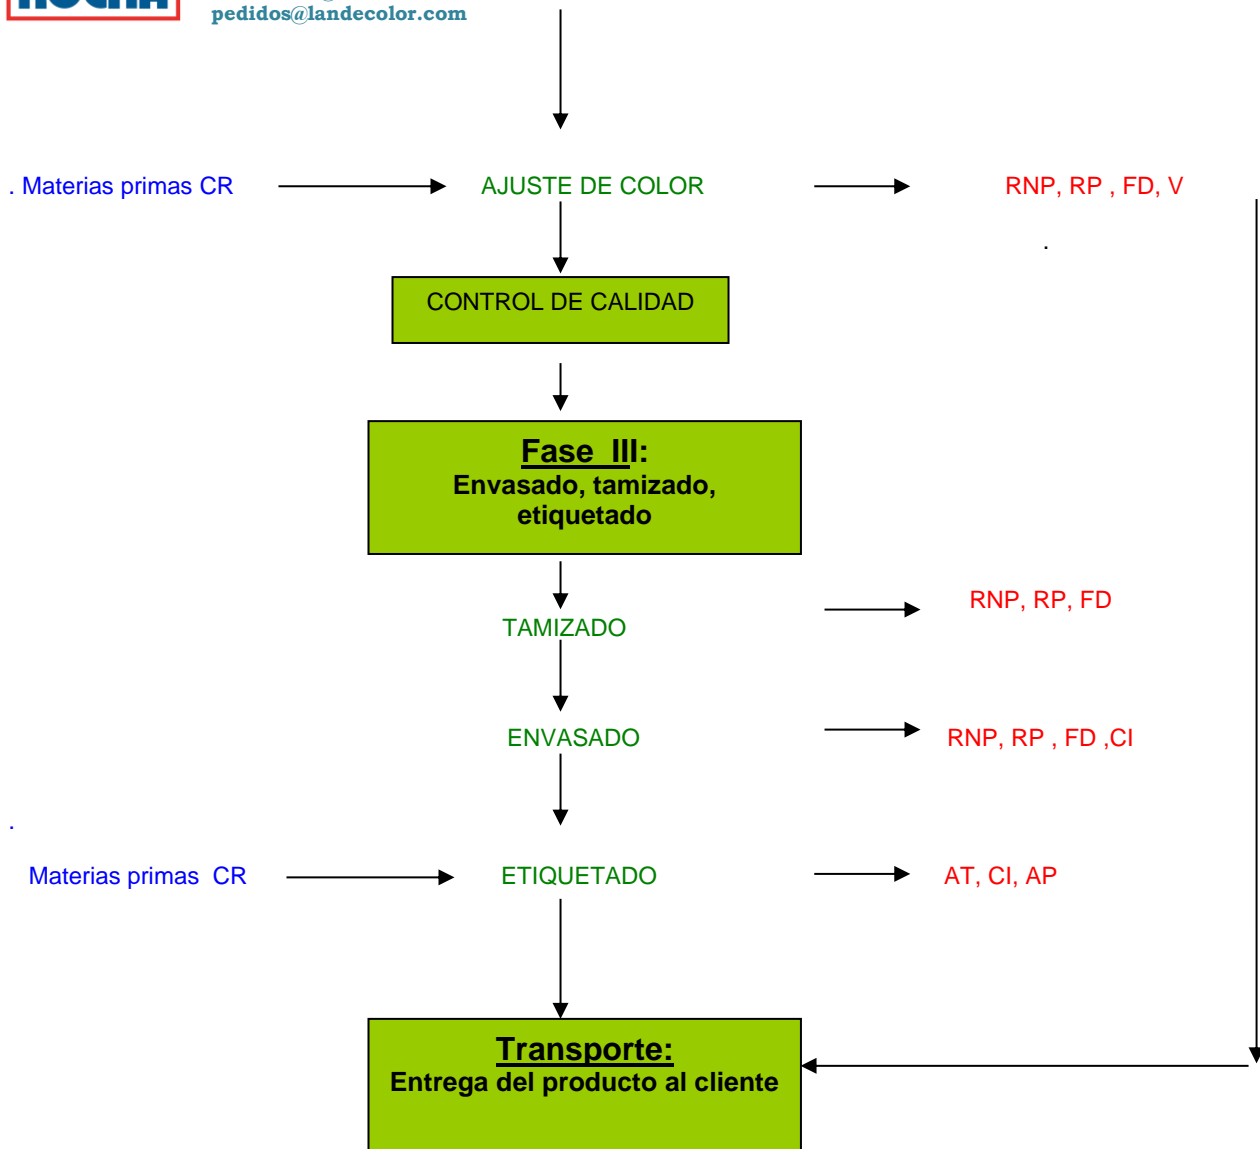 pedidos@landecolor.com
. Materias primas CR
AJUSTE DE COLOR
RNP, RP , FD, V
.
CONTROL DE CALIDAD
Fase III:
Envasado, tamizado,
etiquetado
RNP, RP, FD
TAMIZADO
ENVASADO
RNP, RP , FD ,CI
.
Materias primas CR
ETIQUETADO
AT, CI, AP
Transporte:
Entrega del producto al cliente